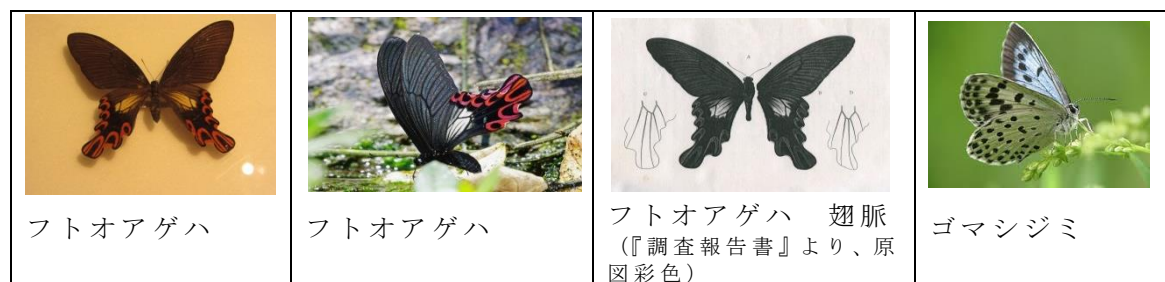 フトオアゲハ
フトオアゲハ
フトオアゲハ　翅脈
（『調査報告書』より、原
図彩色）
ゴマシジミ